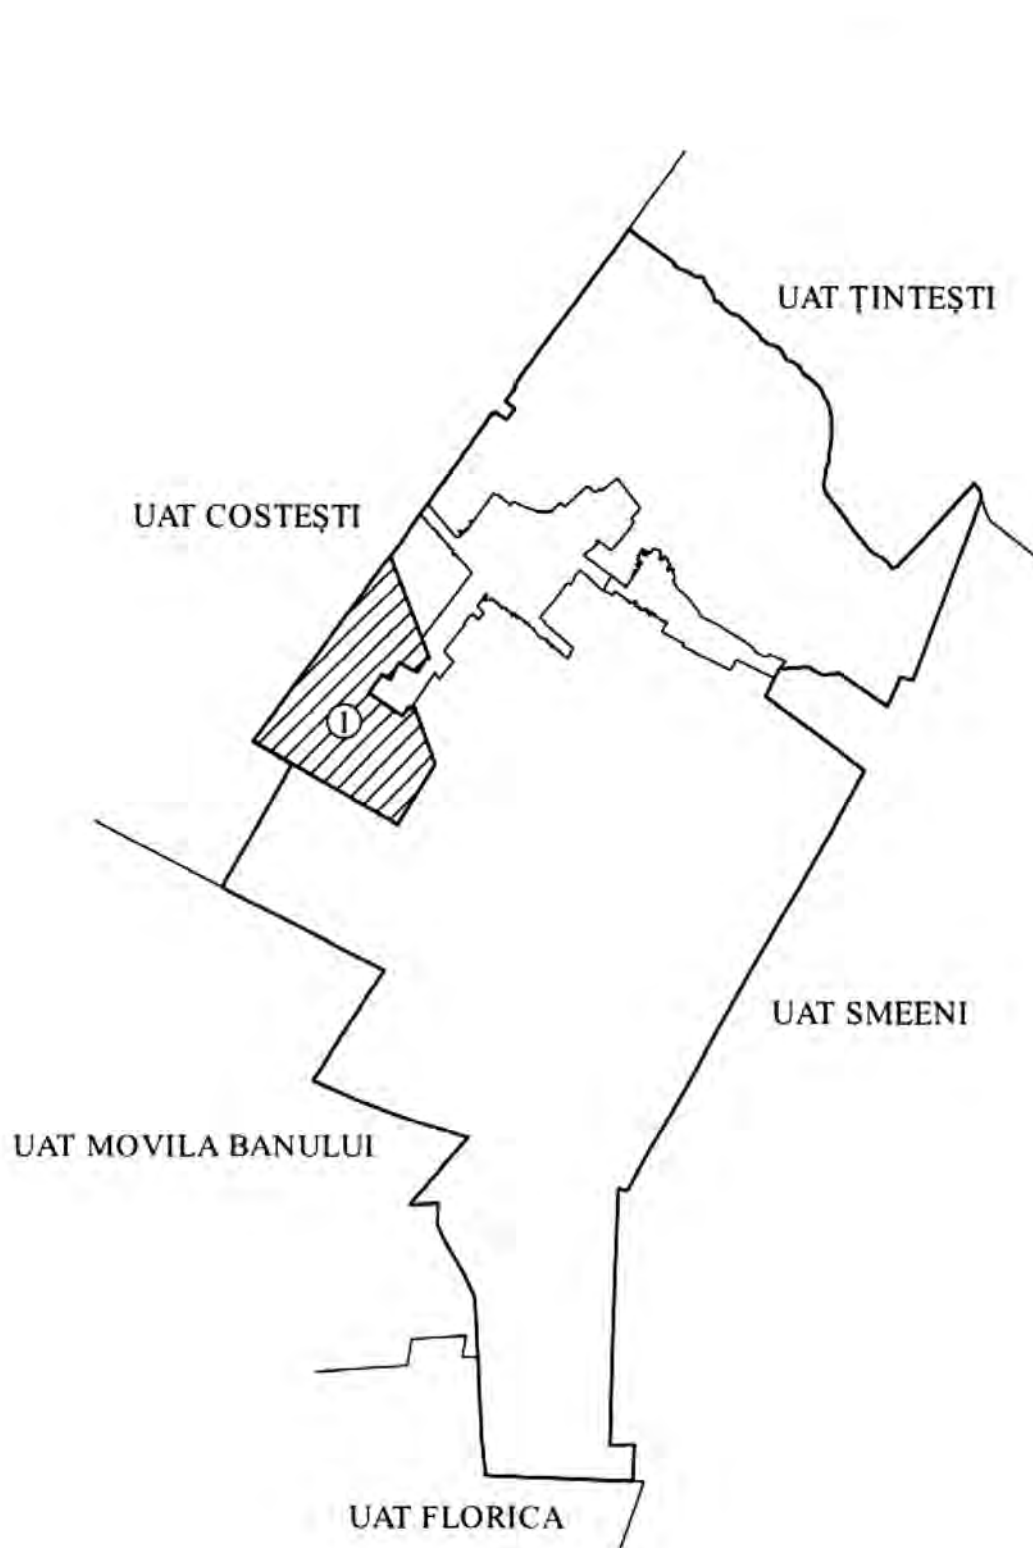 UAT ȚINTEȘTI
UAT COSTEȘTI
1
UAT SMEENI
UAT MOVILA BANULUI
UAT FLORICA